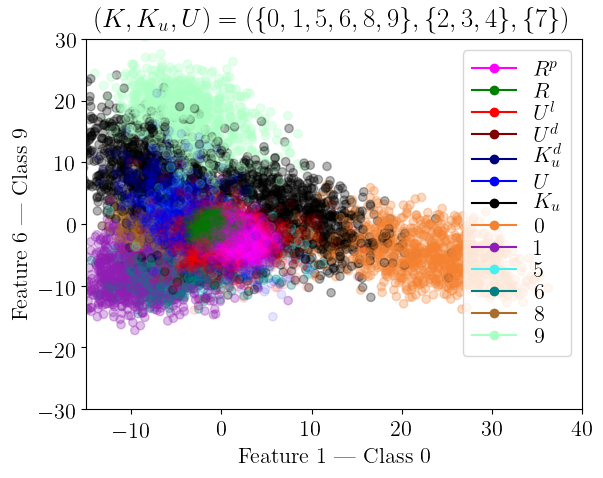 (K, K_u, U) = ({0, 1, 5, 6, 8, 9}, {2, 3, 4}, {7})
30
20
10
0
−10
−20
−30
Feature 6 — Class 9
R^p
R
U^l
U^d
K_u^d
U
K_u
0
1
5
6
8
9
−10
0
10
20
30
40
Feature 1 — Class 0